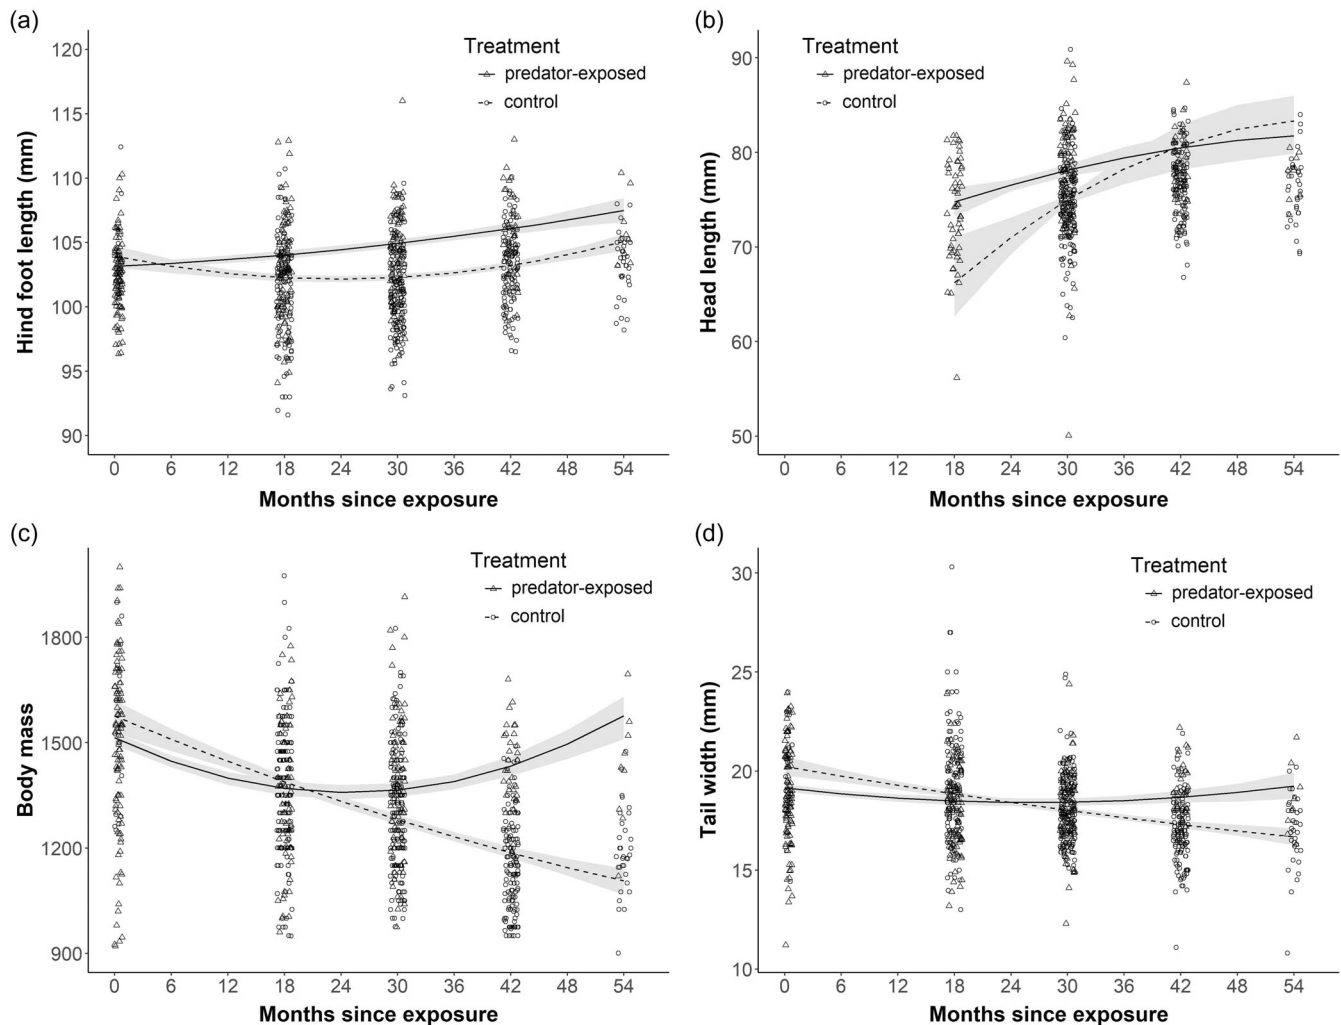 (a)
Treatment
predator-exposed
control
120
115
110
105
100
95
90
Hind foot length (mm)
0 6 12 18 24 30 36 42 48 54
Months since exposure
(b)
Treatment
predator-exposed
control
90
80
70
60
50
Head length (mm)
0 6 12 18 24 30 36 42 48 54
Months since exposure
(c)
Treatment
predator-exposed
control
1800
1500
1200
900
Body mass
0 6 12 18 24 30 36 42 48 54
Months since exposure
(d)
Treatment
predator-exposed
control
30
25
20
15
10
Tail width (mm)
0 6 12 18 24 30 36 42 48 54
Months since exposure